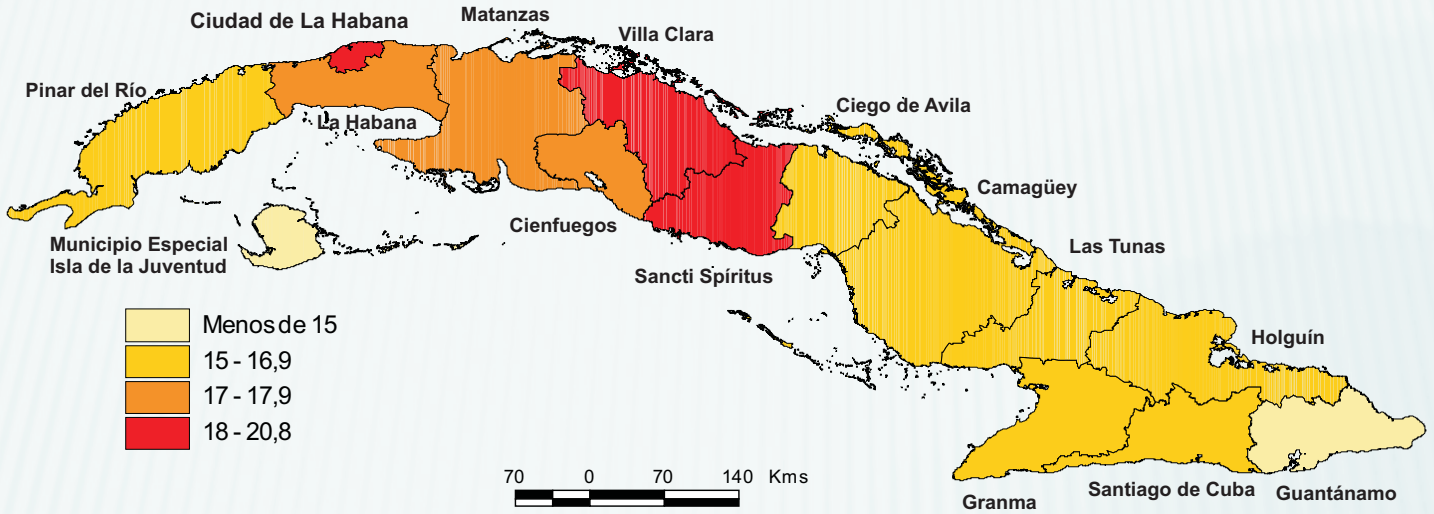 Ciudad de La Habana
Matanzas
Villa Clara
Pinar del Río
La Habana
Ciego de Avila
Camagüey
Cienfuegos
Las Tunas
Municipio Especial
Isla de la Juventud
Sancti Spíritus
Holguín
Menos de 15
15 - 16,9
17 - 17,9
18 - 20,8
70 0 70 140 Kms
Granma
Santiago de Cuba
Guantánamo